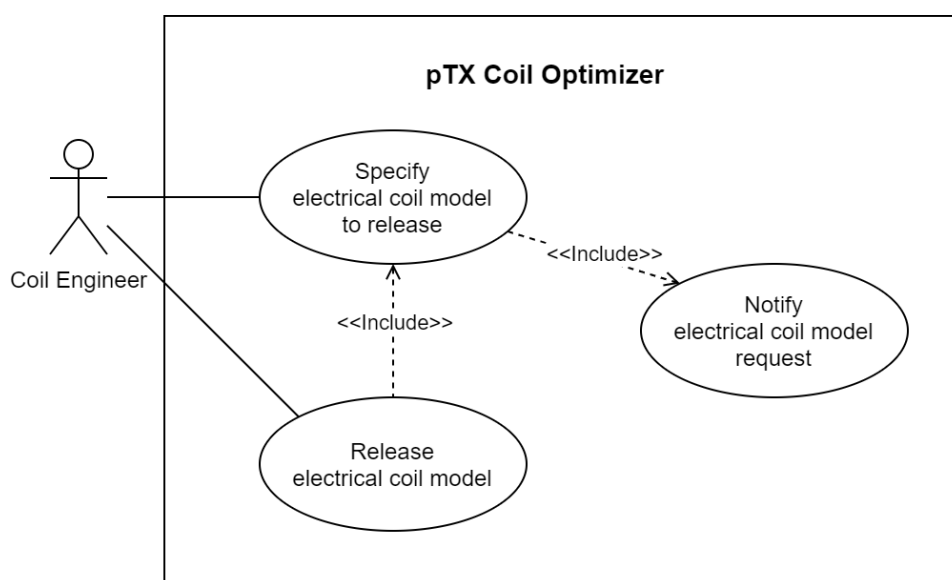 pTX Coil Optimizer
Specify
electrical coil model
to release
Coil Engineer
<<Include>>
<<Include>>
Notify
electrical coil model
request
Release
electrical coil model